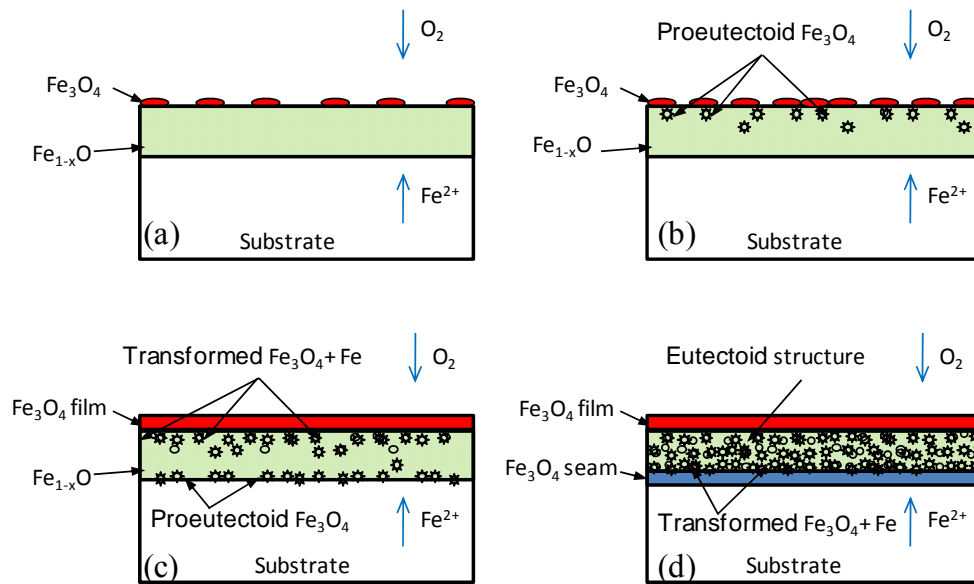 O₂
Fe₃O₄
Fe₁₋ₓO
Fe²⁺
(a)
Substrate
Proeutectoid Fe₃O₄
O₂
Fe₃O₄
Fe₁₋ₓO
Fe²⁺
(b)
Substrate
Transformed Fe₃O₄+ Fe
O₂
Fe₃O₄ film
Fe₁₋ₓO
Proeutectoid Fe₃O₄
Fe²⁺
(c)
Substrate
Eutectoid structure
O₂
Fe₃O₄ film
Fe₃O₄ seam
Transformed Fe₃O₄+ Fe
Fe²⁺
(d)
Substrate